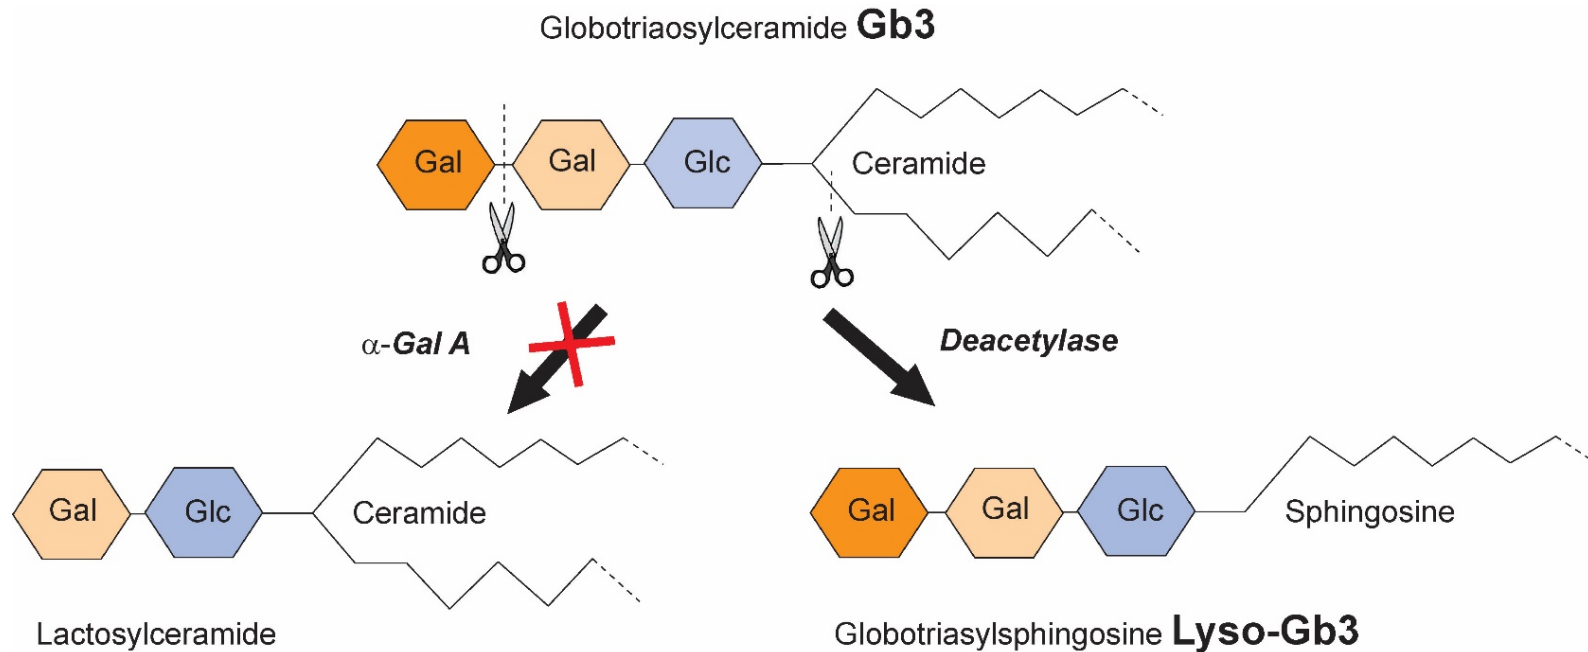 Globotriaosylceramide Gb3
Gal Gal Glc Ceramide
α-Gal A
Deacetylase
Gal Glc Ceramide
Gal Gal Glc Sphingosine
Lactosylceramide
Globotriasylsphingosine Lyso-Gb3